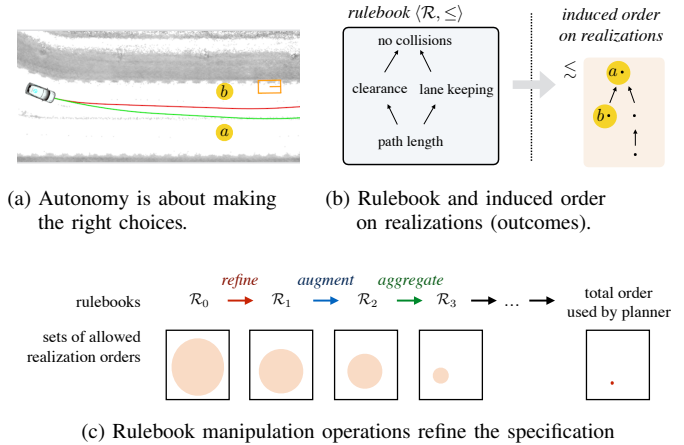 b
a
(a) Autonomy is about making
the right choices.
rulebook ⟨R, ≤⟩
no collisions
clearance lane keeping
path length
induced order
on realizations
≲
a
b
(b) Rulebook and induced order
on realizations (outcomes).
refine augment aggregate
rulebooks R₀ R₁ R₂ R₃ ... total order
used by planner
sets of allowed
realization orders
(c) Rulebook manipulation operations refine the specification